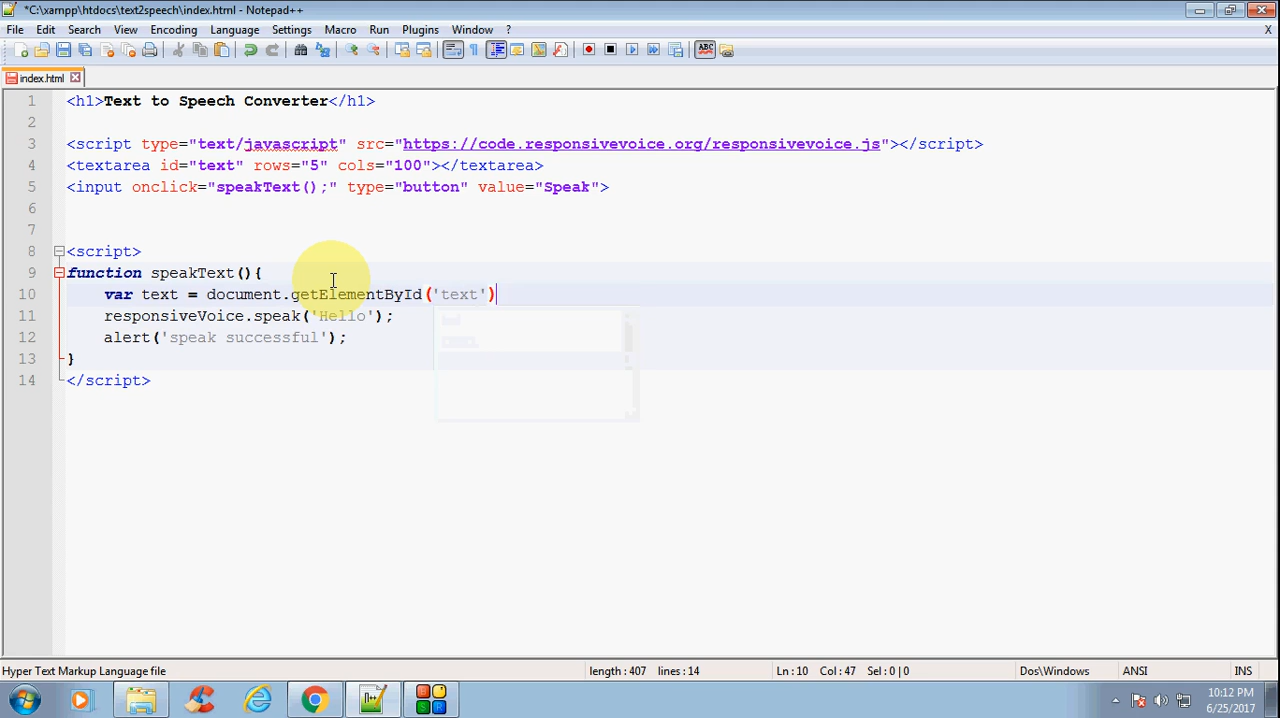 *C:\xampp\htdocs\text2speech\index.html - Notepad++
File Edit Search View Encoding Language Settings Macro Run Plugins Window ? X
index.html
1 <h1>Text to Speech Converter</h1>
2
3 <script type="text/javascript" src="https://code.responsivevoice.org/responsivevoice.js"></script>
4 <textarea id="text" rows="5" cols="100"></textarea>
5 <input onclick="speakText();" type="button" value="Speak">
6
7
8 <script>
9 function speakText(){
10 var text = document.getElementById('text')
11 responsiveVoice.speak('Hello');
12 alert('speak successful');
13 }
14 </script>
Hyper Text Markup Language file length : 407 lines : 14 Ln : 10 Col : 47 Sel : 0 | 0 Dos\Windows ANSI INS
10:12 PM
6/25/2017